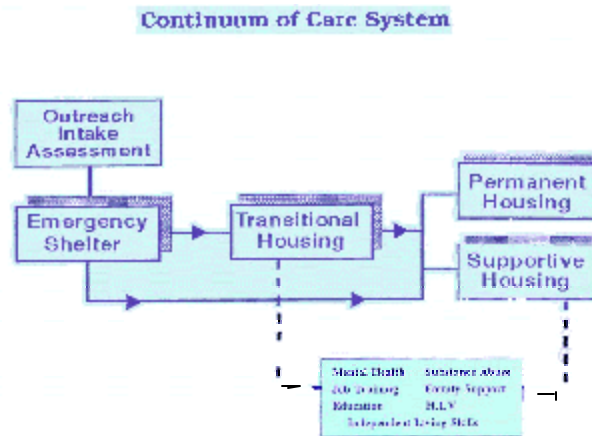 Continuum of Care System
Outreach
Intake
Assessment
Emergency
Shelter
Transitional
Housing
Permanent
Housing
Supportive
Housing
Mental Health Substance Abuse
Job Training Family Support
Education H.I.V
Independent Living Skills